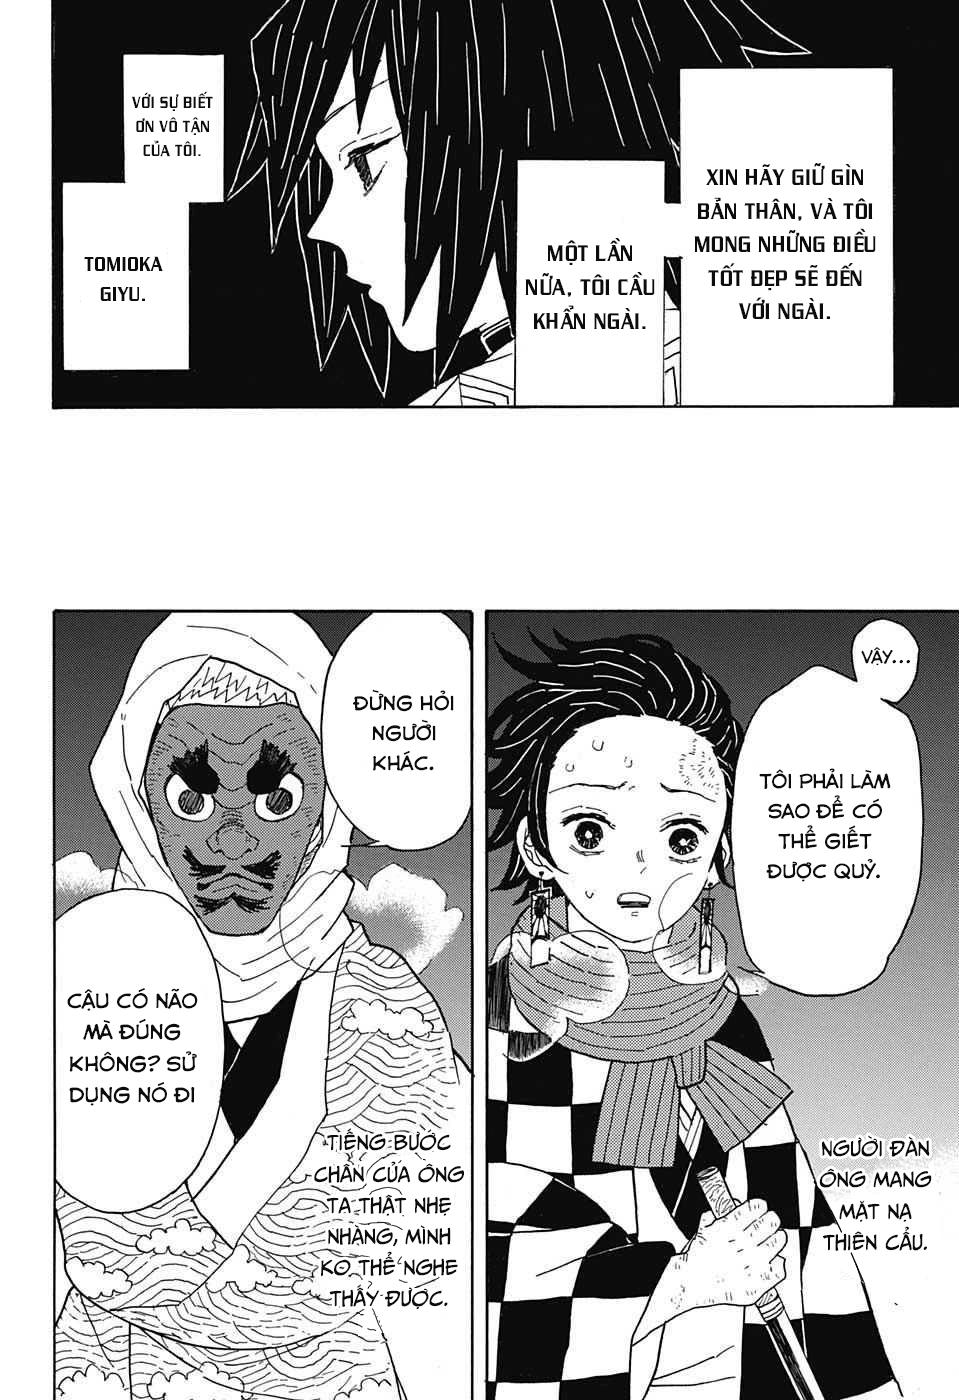 XIN HÃY GIỮ GÌN
BẢN THÂN, VÀ TÔI
MONG NHỮNG ĐIỀU
TỐT ĐẸP SẼ ĐẾN
VỚI NGÀI.
MỘT LẦN
NỮA, TÔI CẦU
KHẨN NGÀI.
VỚI SỰ BIẾT
ƠN VÔ TẬN
CỦA TÔI.
TOMIOKA
GIYU.
VẬY...
TÔI PHẢI LÀM
SAO ĐỂ CÓ
THỂ GIẾT
ĐƯỢC QUỶ.
NGƯỜI ĐÀN
ÔNG MANG
MẶT NẠ
THIÊN CẨU.
ĐỪNG HỎI
NGƯỜI
KHÁC.
CẬU CÓ NÃO
MÀ ĐÚNG
KHÔNG? SỬ
DỤNG NÓ ĐI
TIẾNG BƯỚC
CHÂN CỦA ÔNG
TA THẬT NHẸ
NHÀNG, MÌNH
KO THỂ NGHE
THẤY ĐƯỢC.